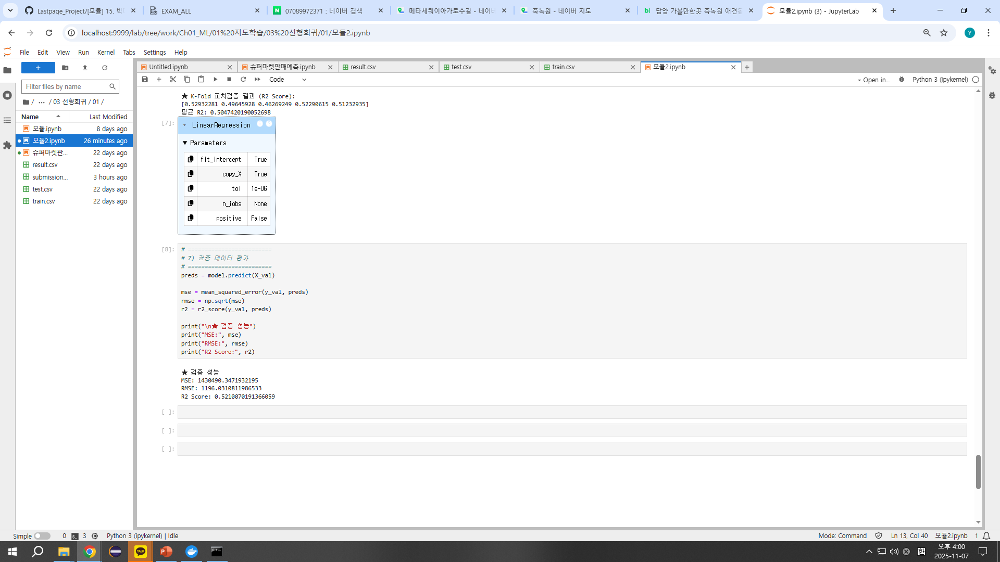 Lastpaqe_Project/[모듈] 15. 빅
EXAM_ALL
07089972371 : 네이버 검색
메타세쿼이아가로수길 - 네이버
죽녹원 - 네이버 지도
담양 가볼만한곳 죽녹원 애견동
모듈2.ipynb (3) - JupyterLab
localhost:9999/lab/tree/work/Ch01_ML/01%20지도학습/03%20선형회귀/01/모듈2.ipynb
Y
File Edit View Run Kernel Tabs Settings Help
Untitled.ipynb
슈퍼마켓판매예측.ipynb
result.csv
test.csv
train.csv
모듈2.ipynb
Code
Open in...
Python 3 (ipykernel)
Filter files by name
/ ... / 03 선형회귀 / 01 /
Name Last Modified
모듈.ipynb 8 days ago
모듈2.ipynb 26 minutes ago
슈퍼마켓판... 22 days ago
result.csv 22 days ago
submission... 3 hours ago
test.csv 22 days ago
train.csv 22 days ago
★ K-Fold 교차검증 결과 (R2 Score):
[0.52932281 0.49645928 0.46269249 0.52290615 0.51232935]
평균 R2: 0.5047420190052698
[7]:
LinearRegression
Parameters
fit_intercept True
copy_X True
tol 1e-06
n_jobs None
positive False
[8]:
# =========================
# 7) 검증 데이터 평가
# =========================
preds = model.predict(X_val)
mse = mean_squared_error(y_val, preds)
rmse = np.sqrt(mse)
r2 = r2_score(y_val, preds)
print("\n★ 검증 성능")
print("MSE:", mse)
print("RMSE:", rmse)
print("R2 Score:", r2)
★ 검증 성능
MSE: 1430490.3471932195
RMSE: 1196.0310811986533
R2 Score: 0.5210070191366059
[ ]:
[ ]:
[ ]:
Simple 0 3 Python 3 (ipykernel) | Idle
Mode: Command Ln 13, Col 40 모듈2.ipynb 1
TALK
한
오후 4:00
2025-11-07